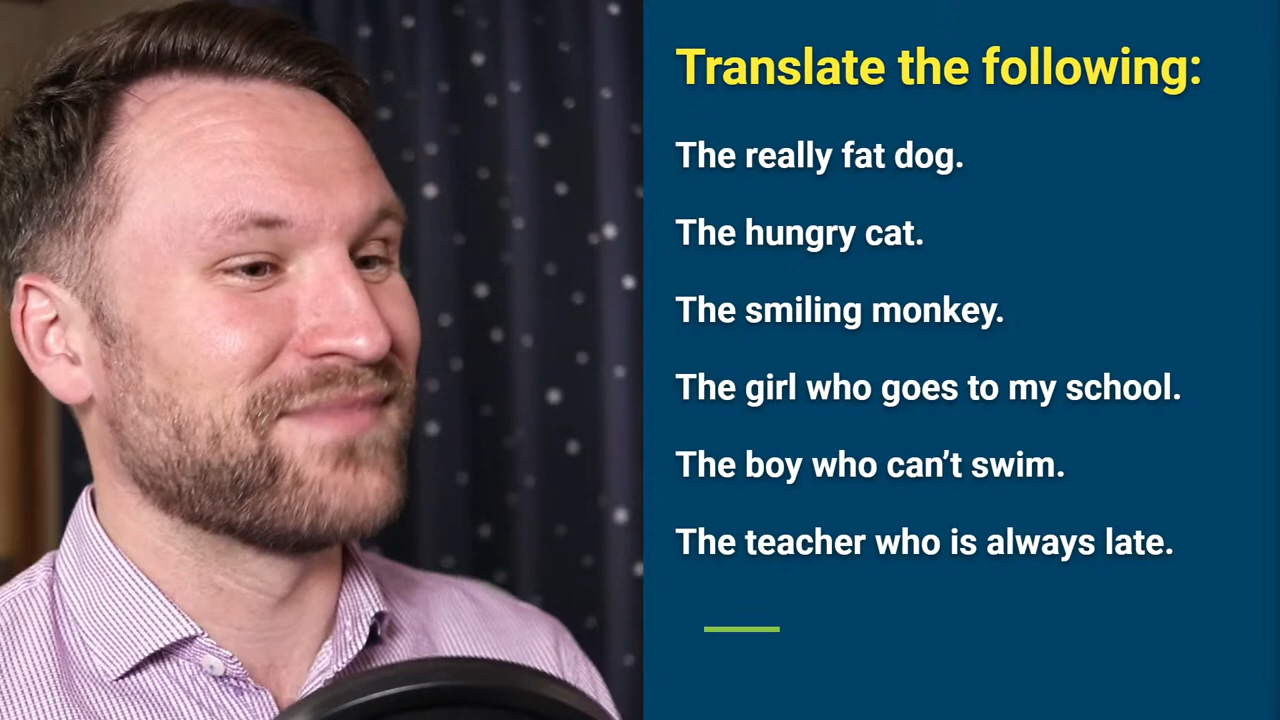 Translate the following:
The really fat dog.
The hungry cat.
The smiling monkey.
The girl who goes to my school.
The boy who can’t swim.
The teacher who is always late.